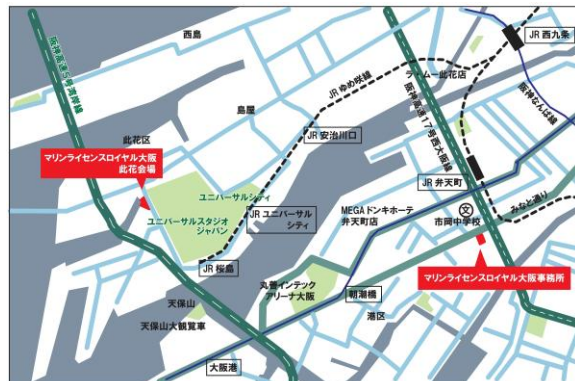 西島
JR 西九条
阪神高速5号湾岸線
JR ゆめ咲線
ラ・ムー此花店
島屋
阪神高速17号西大阪線
阪神なんば線
JR 安治川口
此花区
マリンライセンスロイヤル大阪
此花会場
JR 弁天町
ユニバーサルシティ
MEGAドンキホーテ
弁天町店
文
みなと通り
ユニバーサルスタジオ
ジャパン
JR ユニバーサル
シティ
市岡中学校
JR 桜島
マリンライセンスロイヤル大阪事務所
丸善インテック
アリーナ大阪
朝潮橋
天保山
港区
天保山大観覧車
大阪港